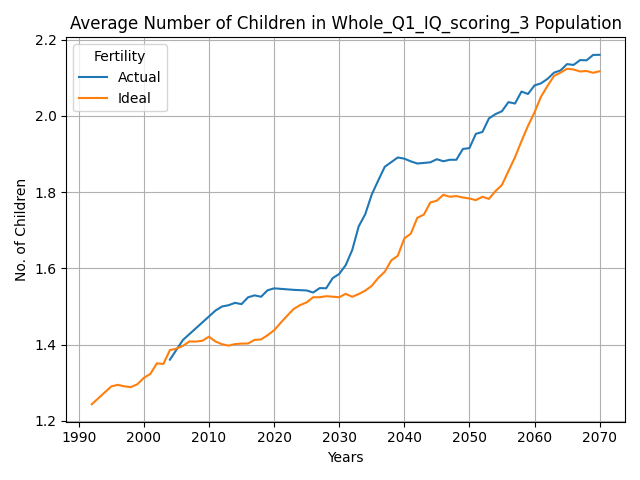 Average Number of Children in Whole_Q1_IQ_scoring_3 Population
Fertility
Actual
Ideal
No. of Children
2.2
2.0
1.8
1.6
1.4
1.2
1990 2000 2010 2020 2030 2040 2050 2060 2070
Years